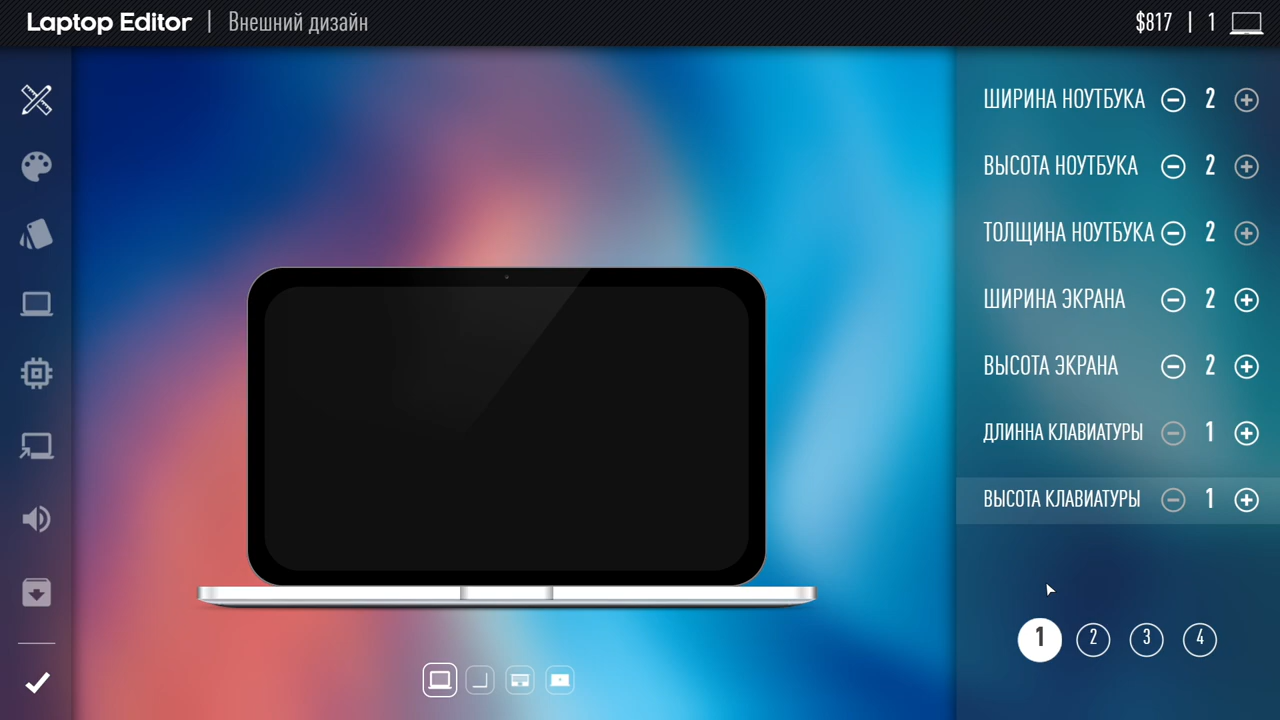 Laptop Editor | Внешний дизайн
$817 | 1
ШИРИНА НОУТБУКА 2
ВЫСОТА НОУТБУКА 2
ТОЛЩИНА НОУТБУКА 2
ШИРИНА ЭКРАНА 2
ВЫСОТА ЭКРАНА 2
ДЛИННА КЛАВИАТУРЫ 1
ВЫСОТА КЛАВИАТУРЫ 1
1 2 3 4